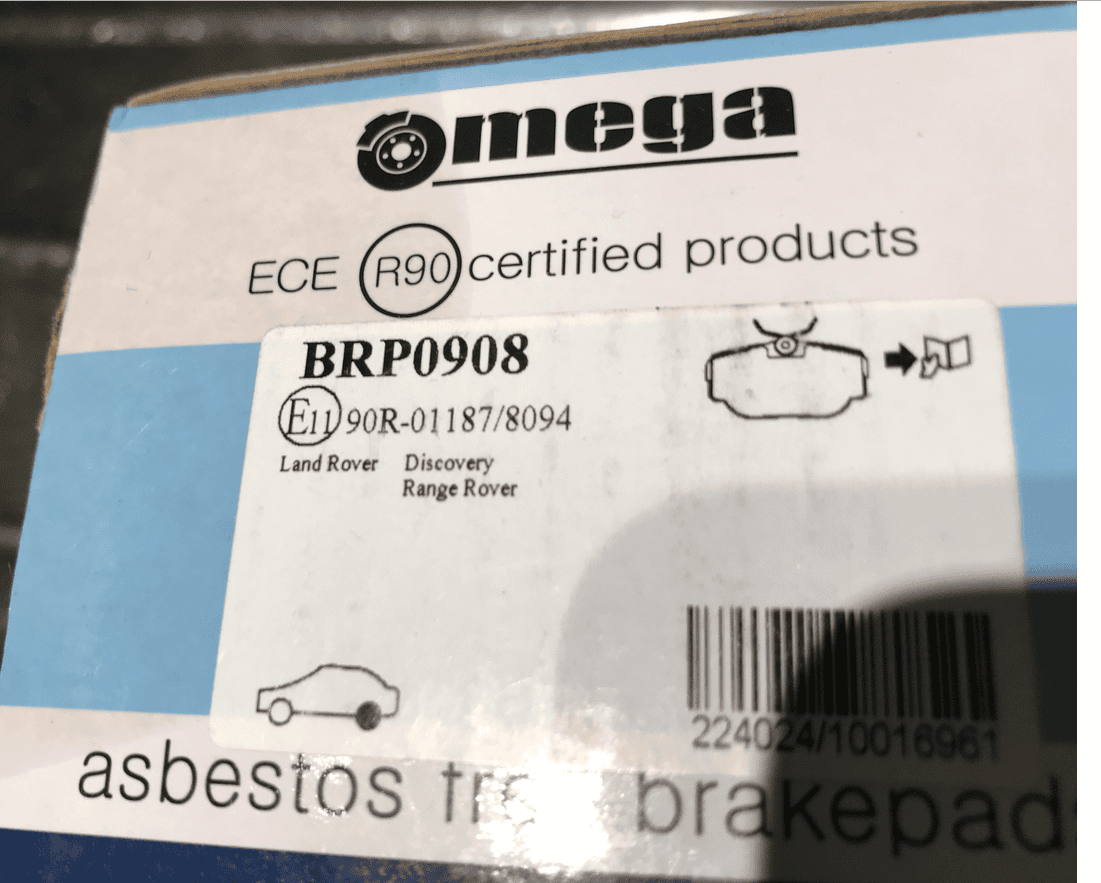 Omega
ECE R90 certified products
BRP0908
E11 90R-01187/8094
Land Rover Discovery
Range Rover
224024/10016961
asbestos brakepad